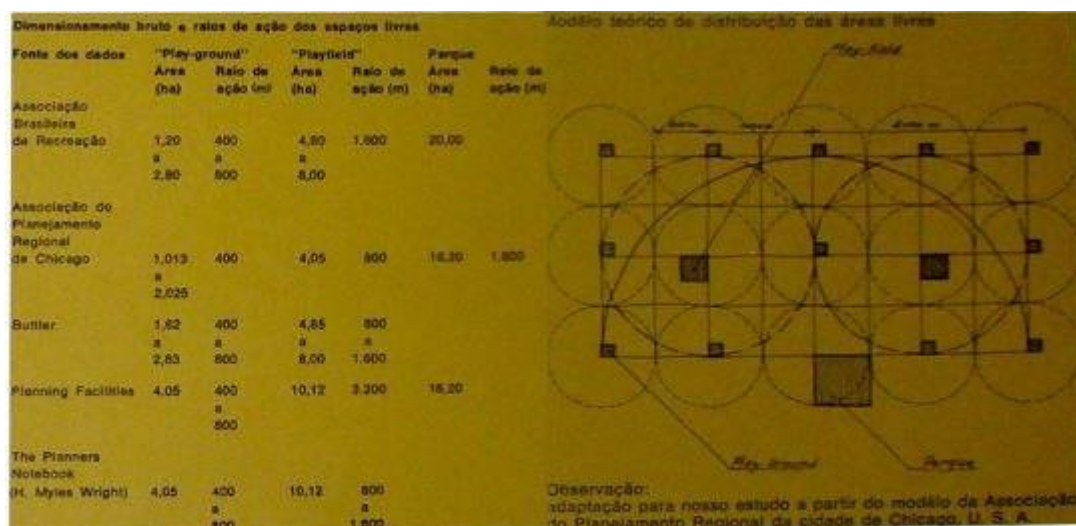 Dimensionamento bruto e raios de ação dos espaços livres
Fonte dos dados "Play-ground" "Playfield" Parque
Área Raio de Área Raio de Área Raio de
(ha) ação (m) (ha) ação (m) (ha) ação (m)
Associação
Brasileira
de Recreação 1,20 400 4,80 1.600 20,00
a a a
2,80 800 8,00
Associação do
Planejamento
Regional
de Chicago 1,013 400 4,05 800 16,20 1.600
a
2,025
Buttler 1,62 400 4,85 800
a a a a
2,83 800 8,00 1.600
Planning Facilities 4,05 400 10,12 3.200 16,20
a
800
The Planners
Notebook
(H. Myles Wright) 4,05 400 10,12 800
a a
800 1.600
Modêlo teórico de distribuição das áreas livres
Play field
Play Ground
Parque
Observação:
adaptação para nosso estudo a partir do modêlo da Associação
do Planejamento Regional da cidade de Chicago, U. S. A.